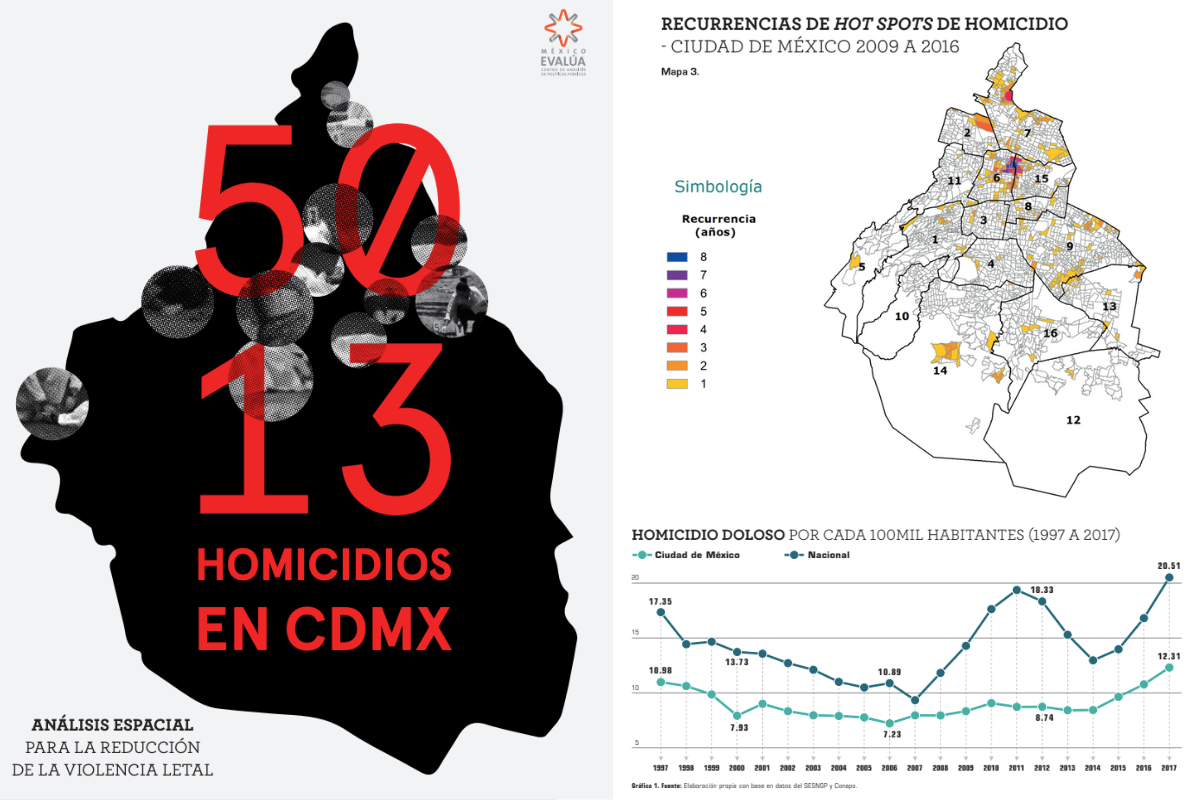 MÉXICO
EVALÚA
CENTRO DE ANÁLISIS
DE POLÍTICAS PÚBLICAS
50
13
HOMICIDIOS
EN CDMX
ANÁLISIS ESPACIAL
PARA LA REDUCCIÓN
DE LA VIOLENCIA LETAL
RECURRENCIAS DE HOT SPOTS DE HOMICIDIO
- CIUDAD DE MÉXICO 2009 A 2016
Mapa 3.
Simbología
Recurrencia
(años)
8
7
6
5
4
3
2
1
2
7
11
6
15
8
3
1
9
5
4
10
13
16
14
12
HOMICIDIO DOLOSO POR CADA 100MIL HABITANTES (1997 A 2017)
Ciudad de México
Nacional
20
15
10
5
17.35
10.98
13.73
7.93
10.89
7.23
18.33
8.74
20.51
12.31
1997 1998 1999 2000 2001 2002 2003 2004 2005 2006 2007 2008 2009 2010 2011 2012 2013 2014 2015 2016 2017
Gráfica 1. Fuente: Elaboración propia con base en datos del SESNSP y Conapo.